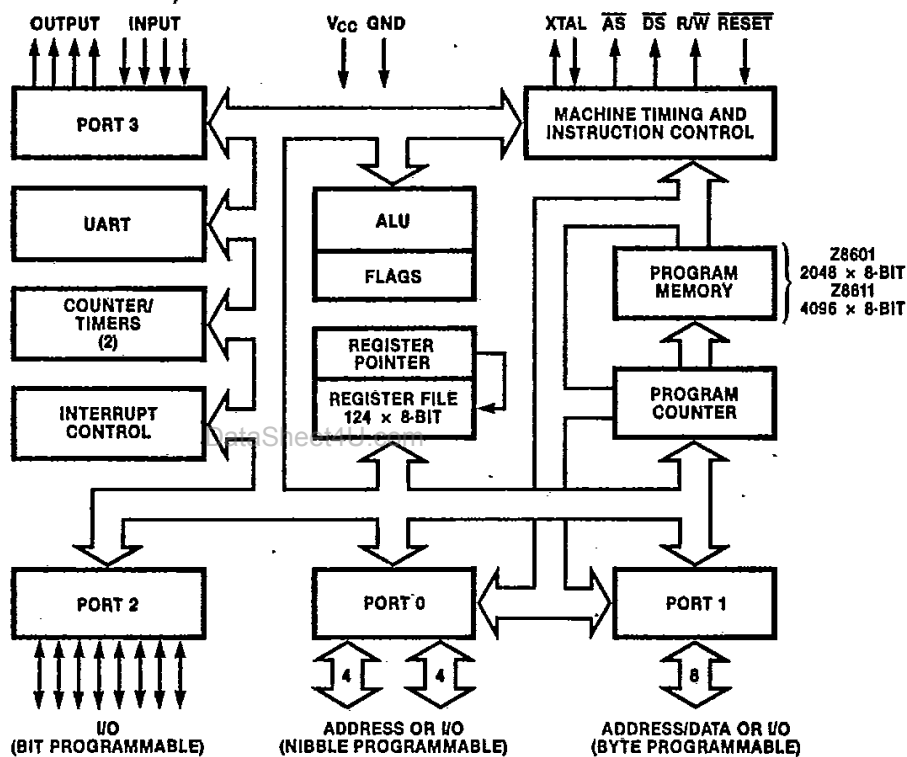 OUTPUT INPUT
VCC GND
XTAL A̅S̅ D̅S̅ R/W̅ R̅E̅S̅E̅T̅
PORT 3
MACHINE TIMING AND
INSTRUCTION CONTROL
UART
ALU
FLAGS
PROGRAM
MEMORY
Z8601
2048 × 8-BIT
Z8611
4096 × 8-BIT
COUNTER/
TIMERS
(2)
REGISTER
POINTER
REGISTER FILE
124 × 8-BIT
PROGRAM
COUNTER
INTERRUPT
CONTROL
DataSheet4U.com
PORT 2
PORT 0
PORT 1
4
4
8
I/O
(BIT PROGRAMMABLE)
ADDRESS OR I/O
(NIBBLE PROGRAMMABLE)
ADDRESS/DATA OR I/O
(BYTE PROGRAMMABLE)